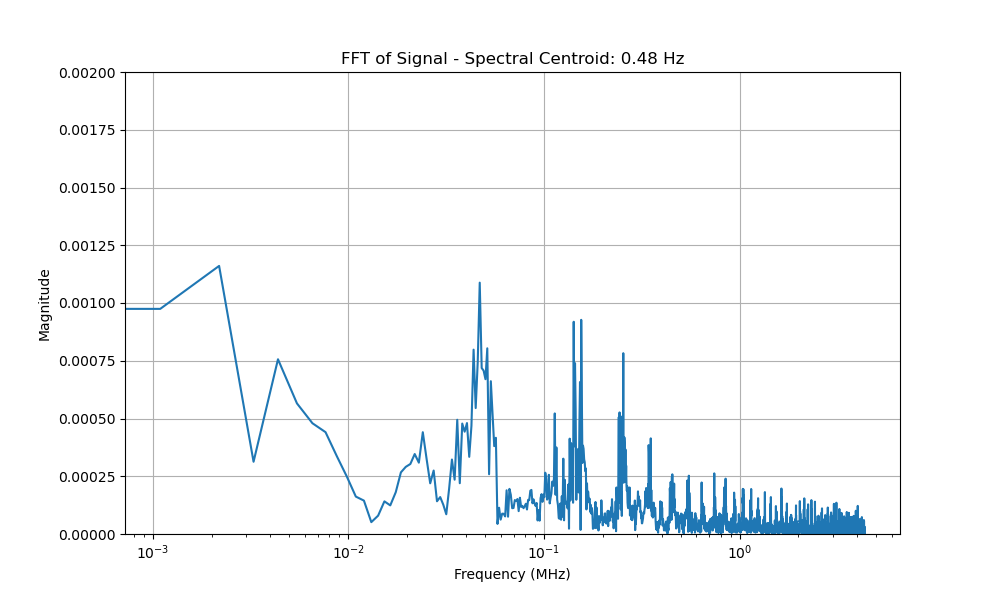 FFT of Signal - Spectral Centroid: 0.48 Hz
0.00200
0.00175
0.00150
0.00125
0.00100
0.00075
0.00050
0.00025
0.00000
Magnitude
10⁻³ 10⁻² 10⁻¹ 10⁰
Frequency (MHz)